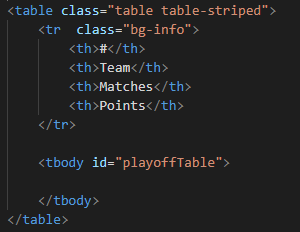 <table class="table table-striped">
    <tr  class="bg-info">
        <th>#</th>
        <th>Team</th>
        <th>Matches</th>
        <th>Points</th>
    </tr>

    <tbody id="playoffTable">

    </tbody>
</table>